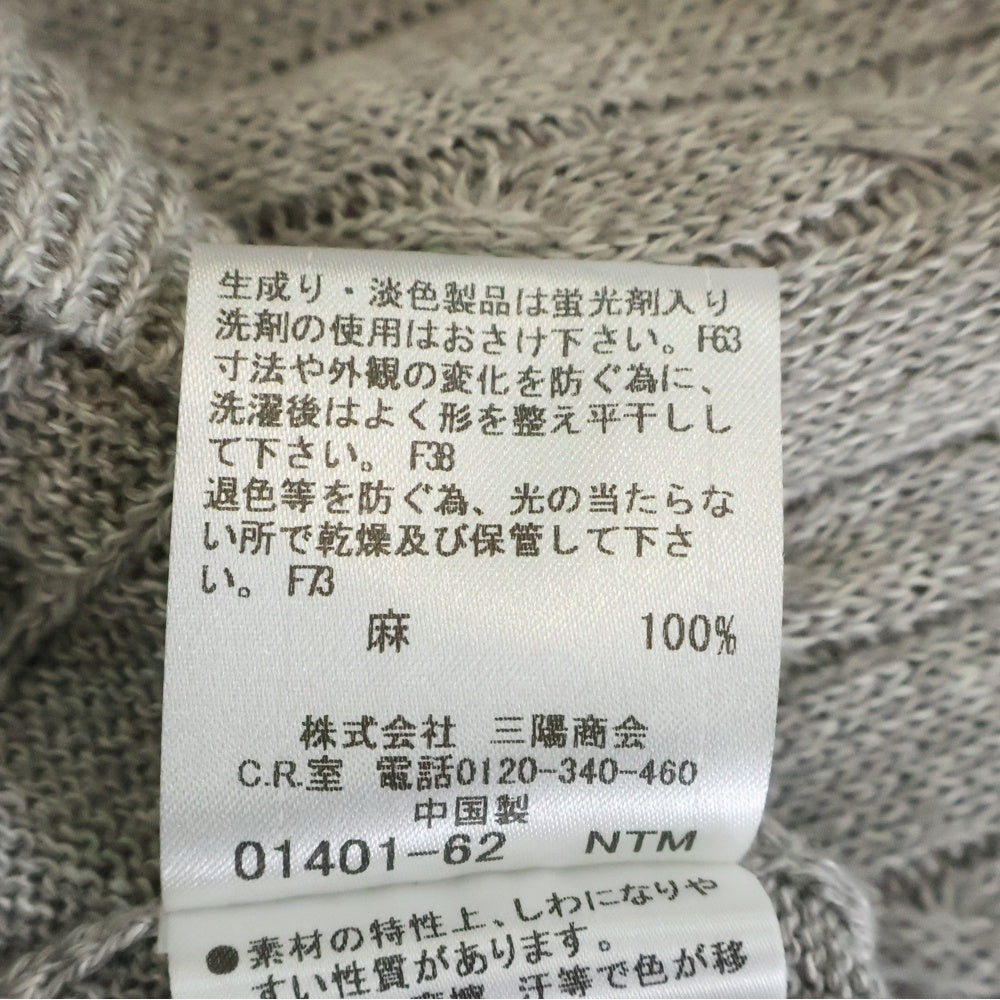 生成り・淡色製品は蛍光剤入り
洗剤の使用はおさけ下さい。F63
寸法や外観の変化を防ぐ為に、
洗濯後はよく形を整え平干しし
て下さい。 F38
退色等を防ぐ為、光の当たらな
い所で乾燥及び保管して下さ
い。 F73
麻 100%
株式会社 三陽商会
C.R.室 電話0120-340-460
中国製
01401-62 NTM
●素材の特性上、しわになりや
すい性質があります。
汗等で色が移